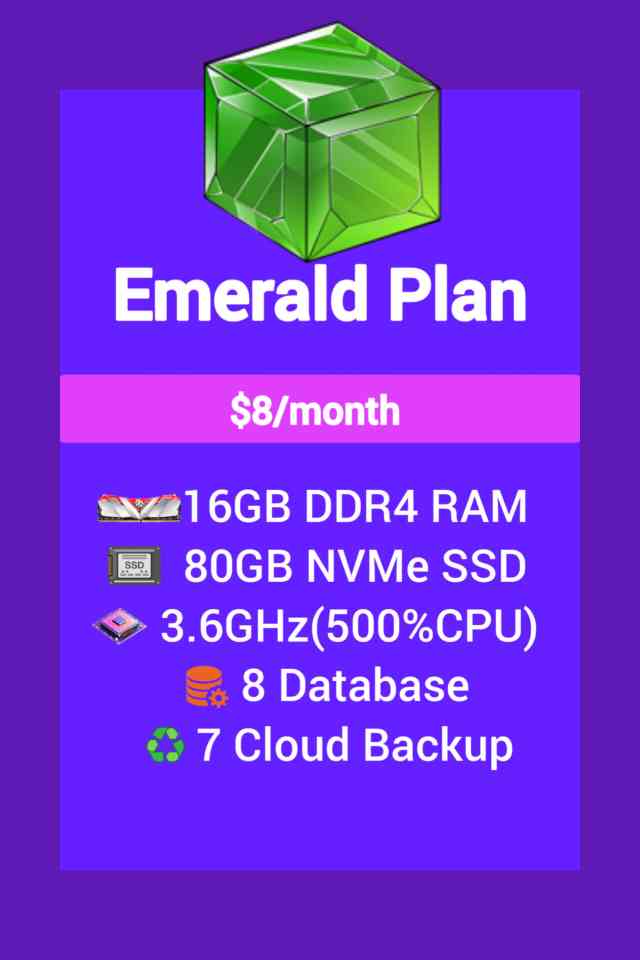 Emerald Plan
$8/month
16GB DDR4 RAM
SSD
80GB NVMe SSD
3.6GHz(500%CPU)
8 Database
7 Cloud Backup